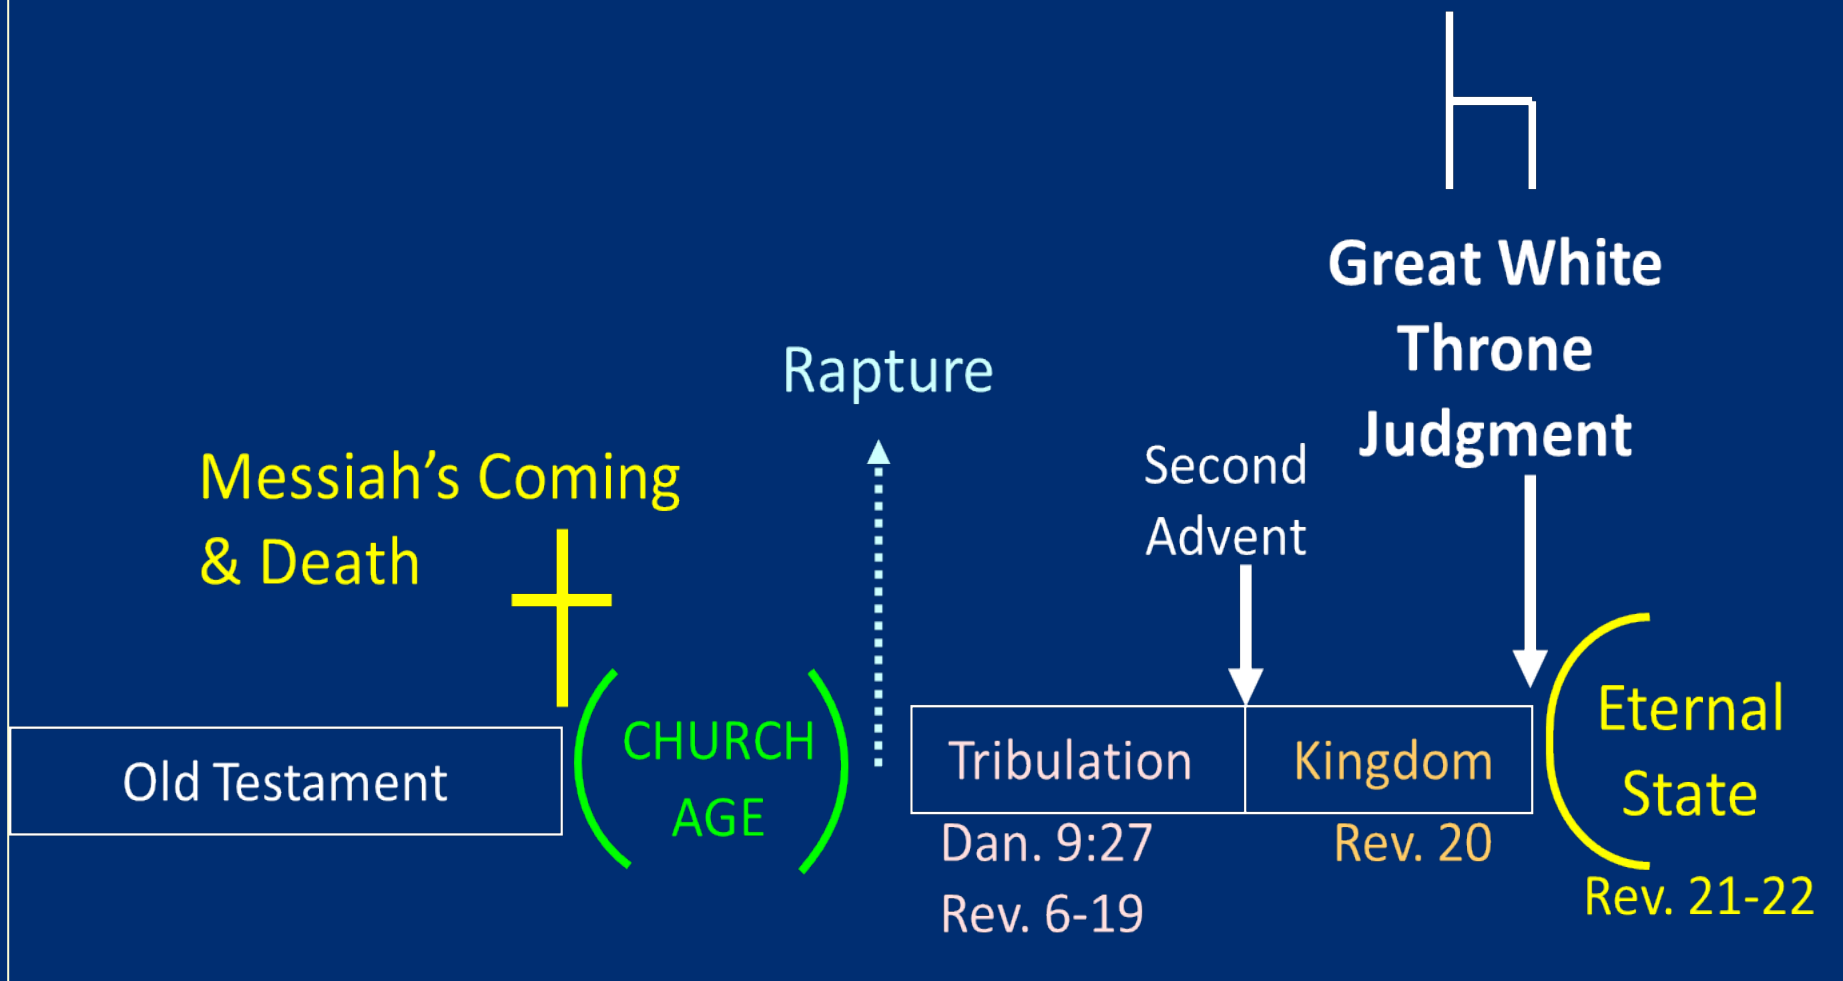 Great White
Throne
Judgment
Rapture
Second
Advent
Messiah’s Coming
& Death
Old Testament
CHURCH
AGE
Tribulation
Kingdom
Eternal
State
Dan. 9:27
Rev. 6-19
Rev. 20
Rev. 21-22